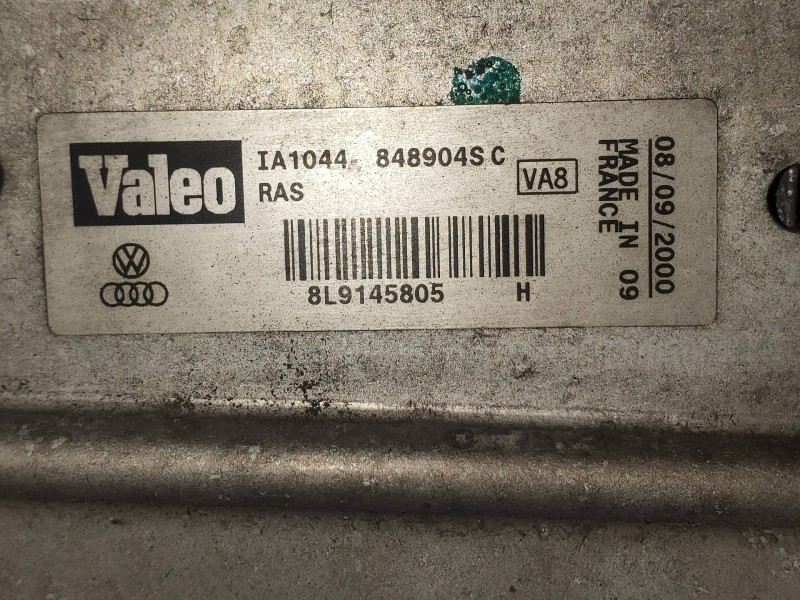 Valeo
IA1044- 848904S C
RAS
VA8
8L9145805 H
08/09/2000
MADE IN 09
FRANCE